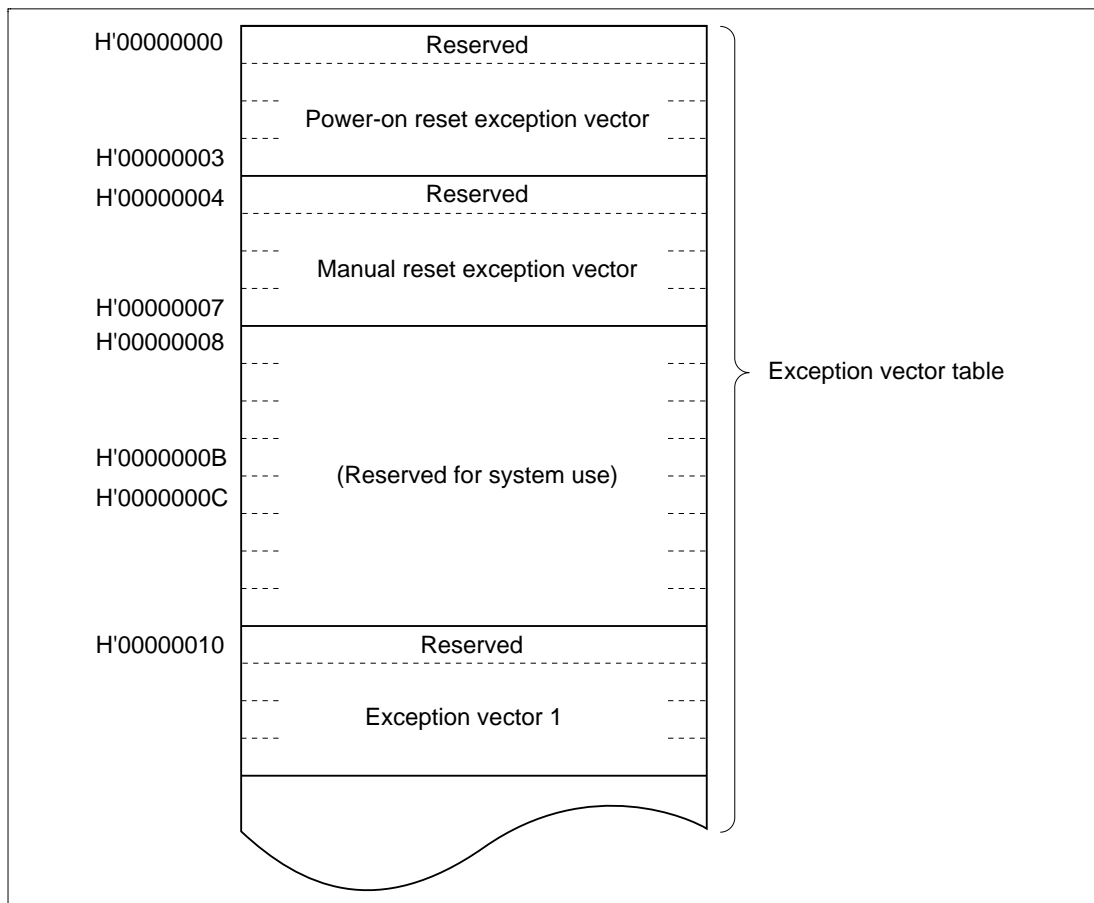 H'00000000
Reserved
Power-on reset exception vector
H'00000003
H'00000004
Reserved
Manual reset exception vector
H'00000007
H'00000008
Exception vector table
H'0000000B
(Reserved for system use)
H'0000000C
H'00000010
Reserved
Exception vector 1